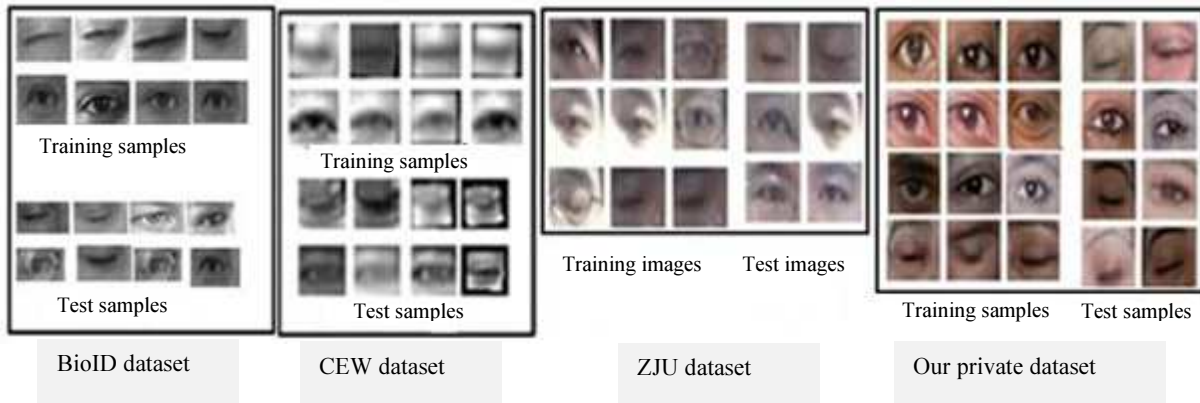 Training samples
Test samples
BioID dataset
Training samples
Test samples
CEW dataset
Training images Test images
ZJU dataset
Training samples Test samples
Our private dataset